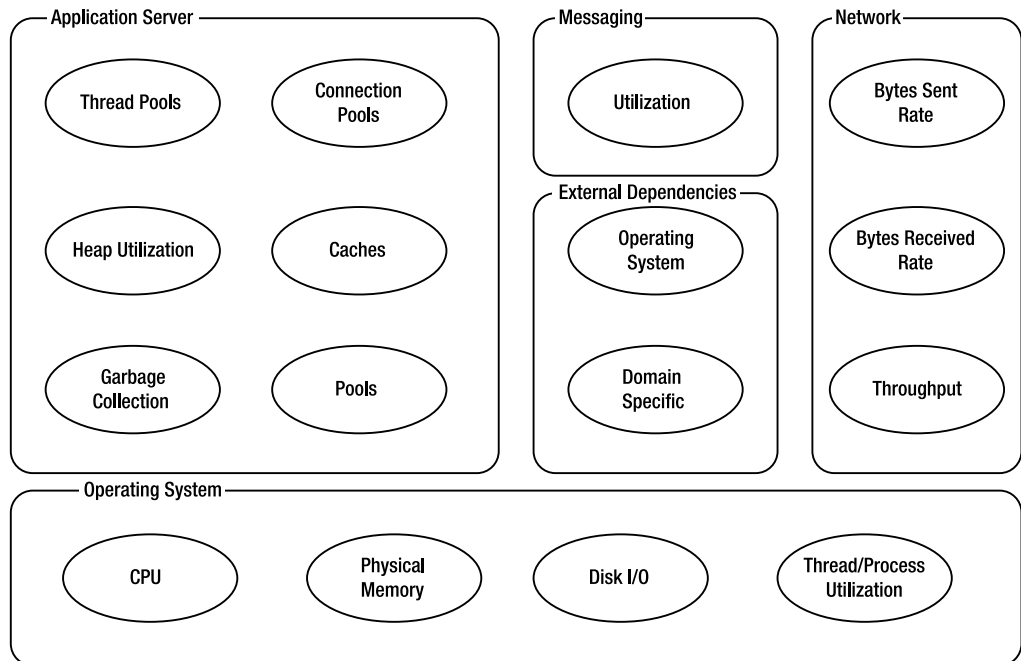 Application Server
Thread Pools
Connection
Pools
Heap Utilization
Caches
Garbage
Collection
Pools
Messaging
Utilization
External Dependencies
Operating
System
Domain
Specific
Network
Bytes Sent
Rate
Bytes Received
Rate
Throughput
Operating System
CPU
Physical
Memory
Disk I/O
Thread/Process
Utilization